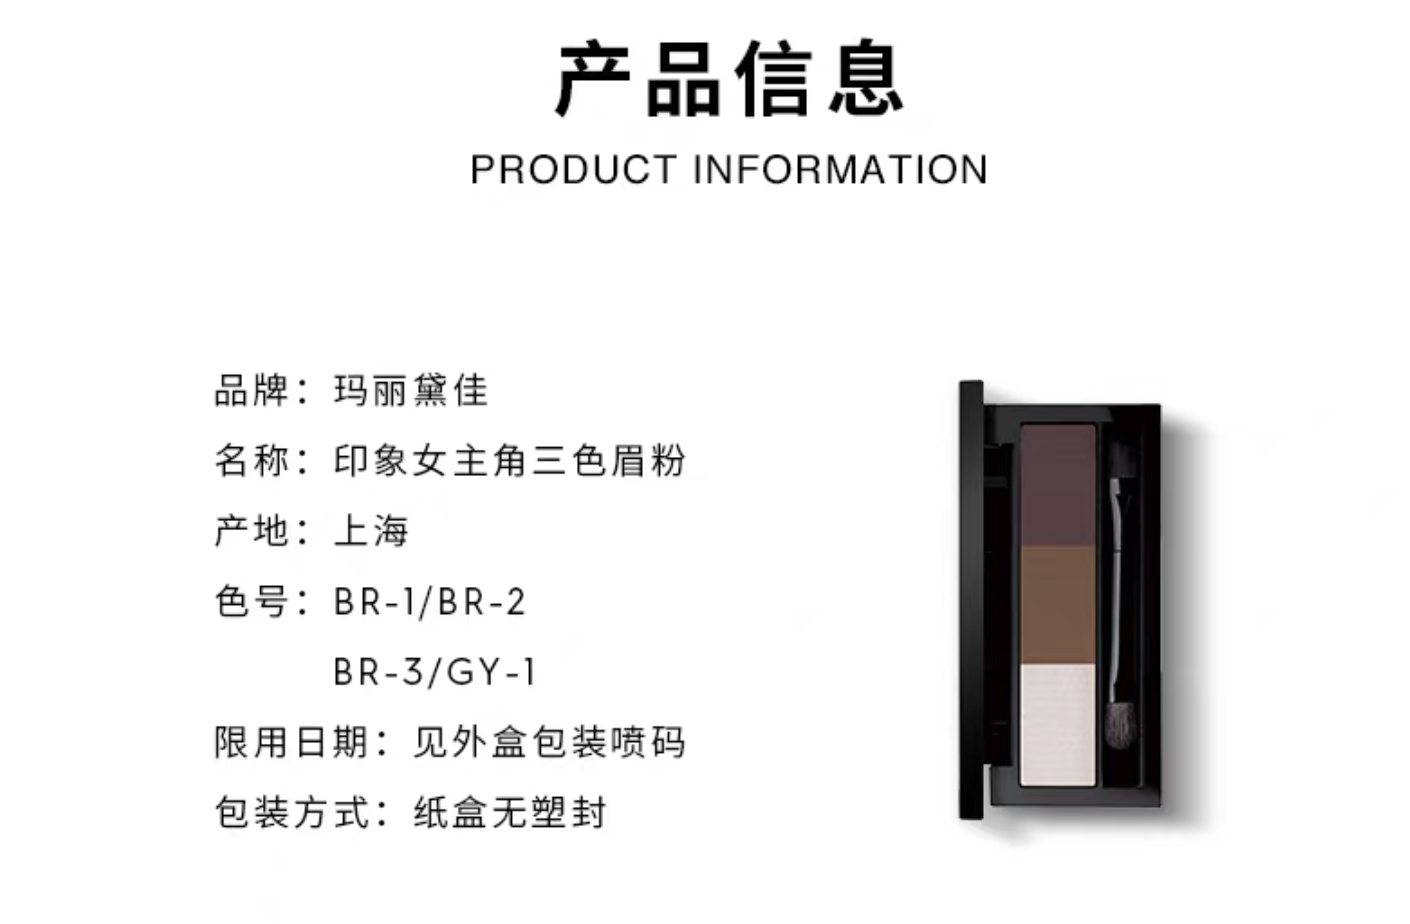 产品信息
PRODUCT INFORMATION
品牌：玛丽黛佳
名称：印象女主角三色眉粉
产地：上海
色号：BR-1/BR-2
BR-3/GY-1
限用日期：见外盒包装喷码
包装方式：纸盒无塑封